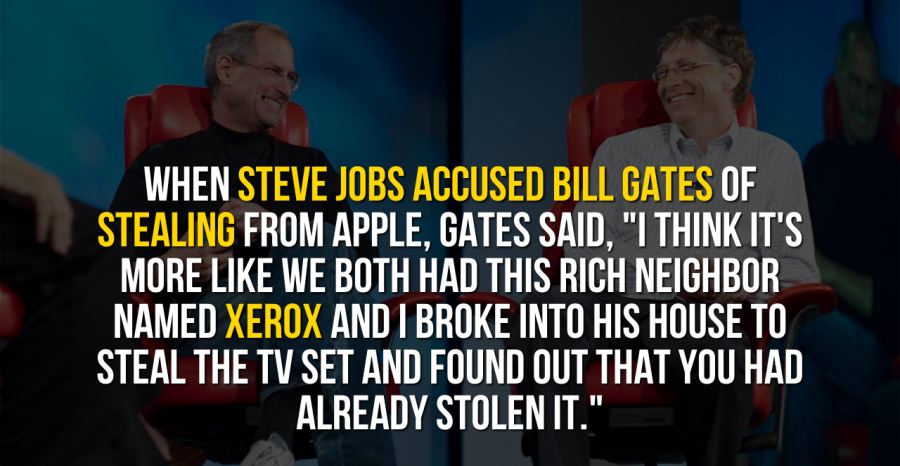 WHEN STEVE JOBS ACCUSED BILL GATES OF
STEALING FROM APPLE, GATES SAID, "I THINK IT'S
MORE LIKE WE BOTH HAD THIS RICH NEIGHBOR
NAMED XEROX AND I BROKE INTO HIS HOUSE TO
STEAL THE TV SET AND FOUND OUT THAT YOU HAD
ALREADY STOLEN IT."